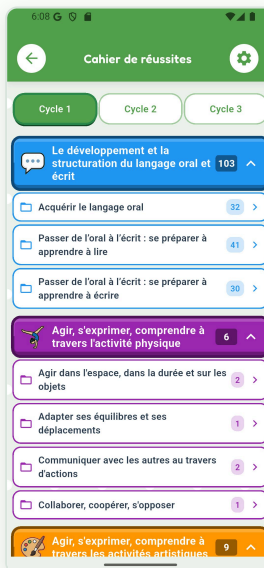 6:08 G
Cahier de réussites
Cycle 1
Cycle 2
Cycle 3
Le développement et la
structuration du langage oral et
écrit
103
Acquérir le langage oral
32
Passer de l'oral à l'écrit : se préparer à
apprendre à lire
41
Passer de l'oral à l'écrit : se préparer à
apprendre à écrire
30
Agir, s'exprimer, comprendre à
travers l'activité physique
6
Agir dans l'espace, dans la durée et sur les
objets
2
Adapter ses équilibres et ses
déplacements
1
Communiquer avec les autres au travers
d'actions
2
Collaborer, coopérer, s'opposer
1
Agir, s'exprimer, comprendre à
travers les activités artistiques
9